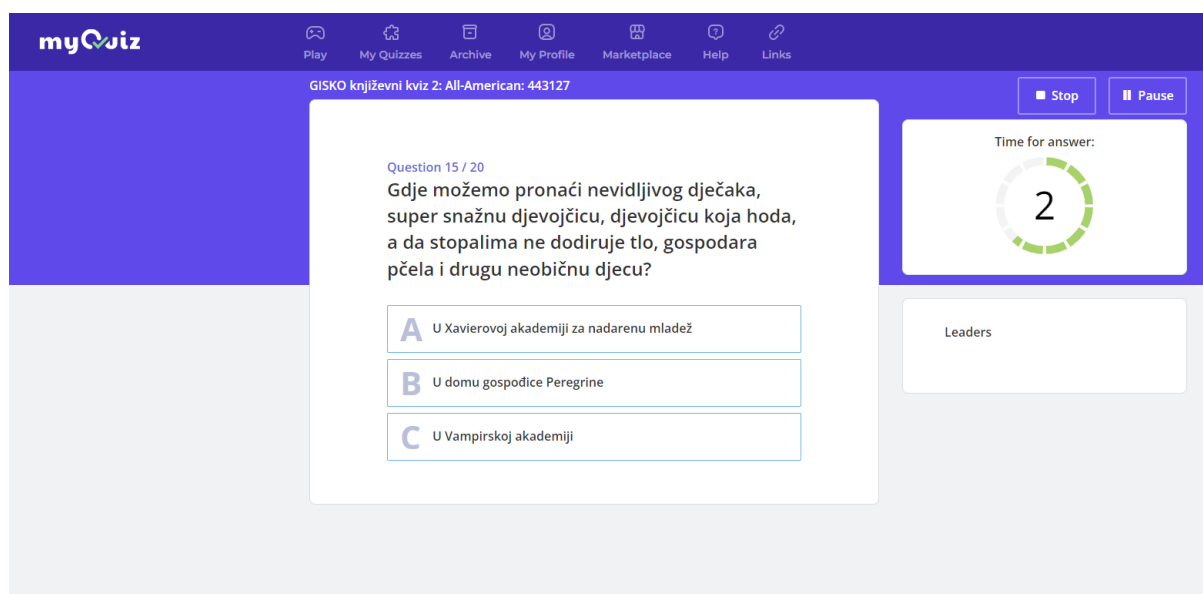 myQuiz
Play
My Quizzes
Archive
My Profile
Marketplace
Help
Links
GISKO književni kviz 2: All-American: 443127
Stop
Pause
Question 15 / 20
Gdje možemo pronaći nevidljivog dječaka,
super snažnu djevojčicu, djevojčicu koja hoda,
a da stopalima ne dodiruje tlo, gospodara
pčela i drugu neobičnu djecu?
A U Xavierovoj akademiji za nadarenu mladež
B U domu gospođice Peregrine
C U Vampirskoj akademiji
Time for answer:
2
Leaders